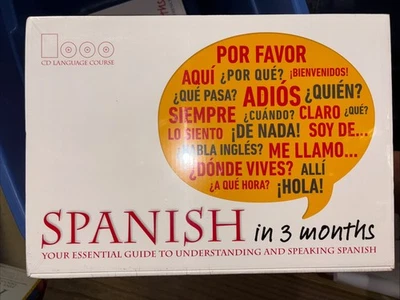 CD LANGUAGE COURSE
POR FAVOR
AQUÍ ¿POR QUÉ? ¡BIENVENIDOS!
¿QUÉ PASA? ADIÓS ¿QUIÉN?
SIEMPRE ¿CUÁNDO? CLARO ¿QUÉ?
LO SIENTO ¡DE NADA! SOY DE...
¿HABLA INGLÉS? ME LLAMO...
¿DÓNDE VIVES? ALLÍ
¿A QUÉ HORA? ¡HOLA!
SPANISH in 3 months
YOUR ESSENTIAL GUIDE TO UNDERSTANDING AND SPEAKING SPANISH